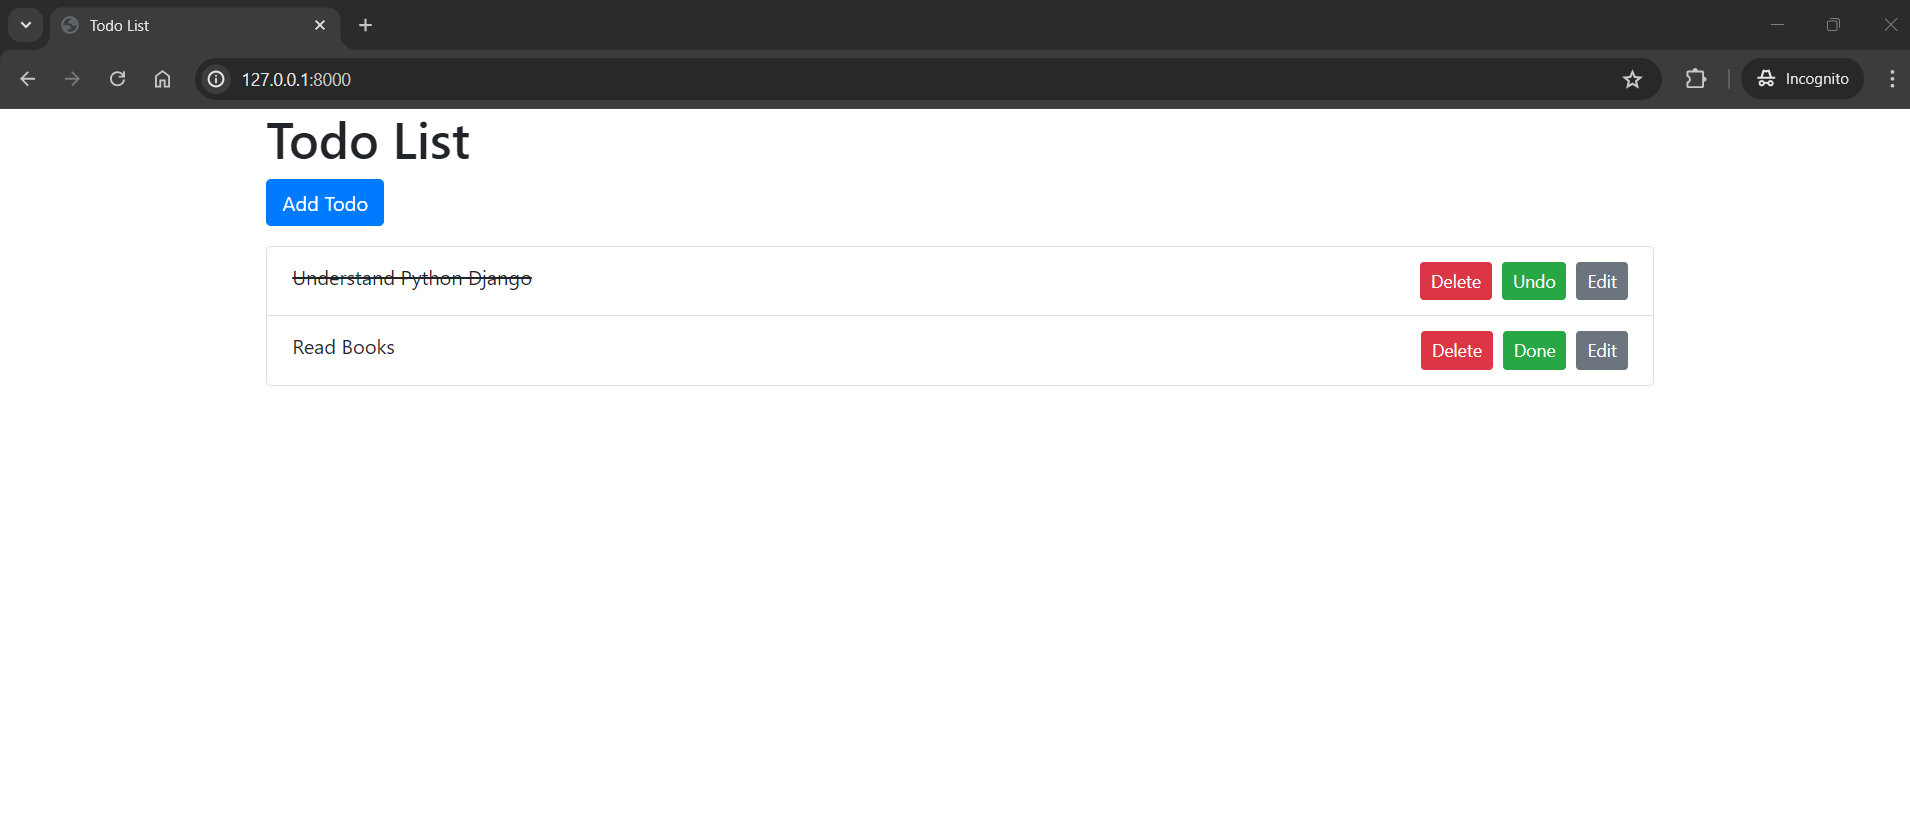 Todo List
127.0.0.1:8000
Incognito
Todo List
Add Todo
Understand Python Django Delete Undo Edit
Read Books Delete Done Edit